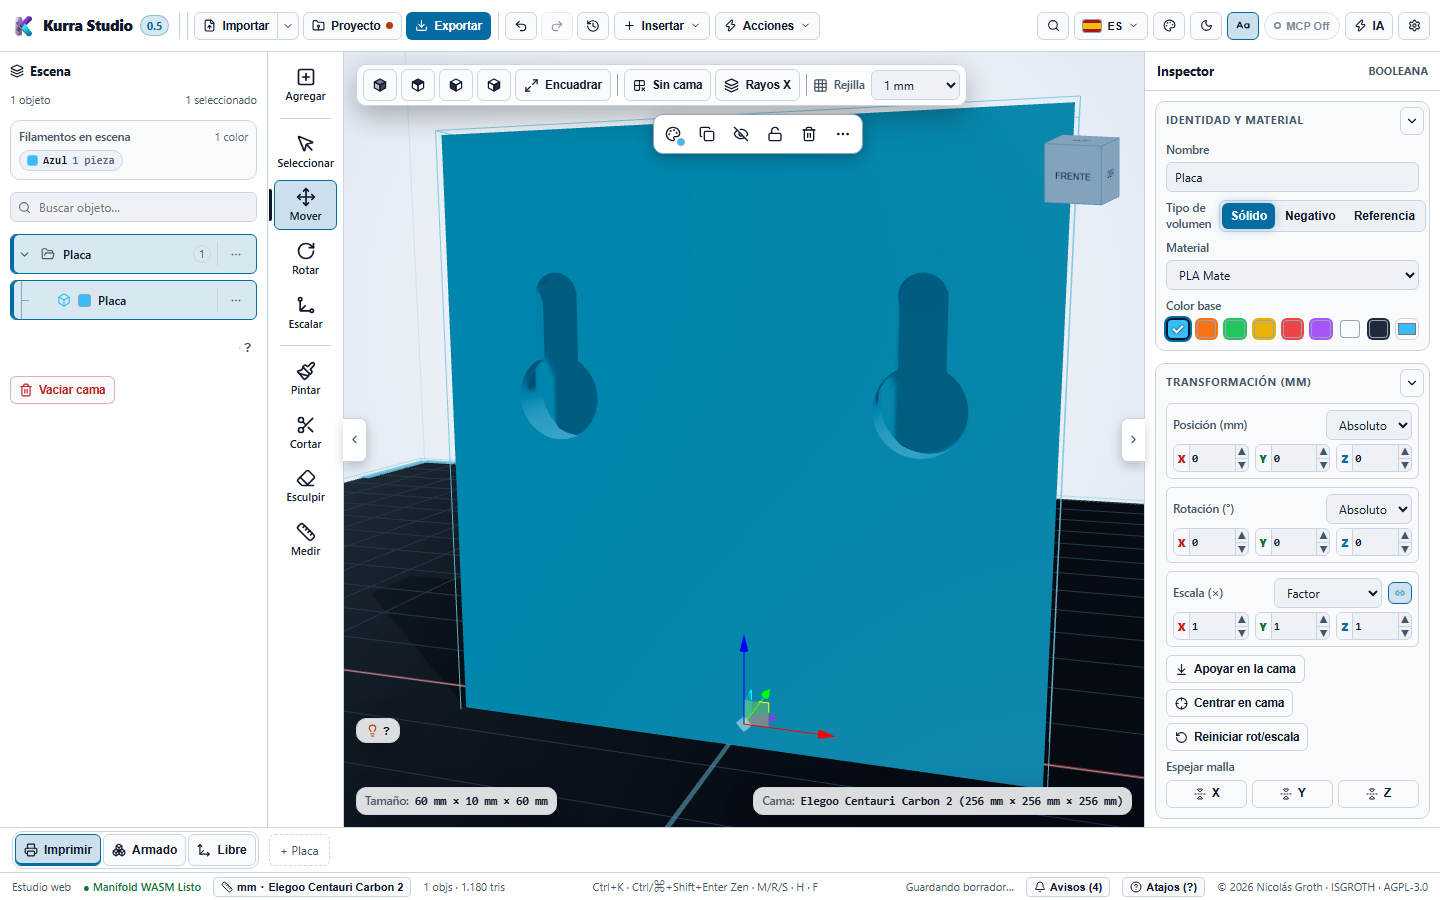 Kurra Studio 0.5
Importar
Proyecto
Exportar
Insertar
Acciones
ES
MCP Off
IA
Escena
1 objeto
1 seleccionado
Filamentos en escena
1 color
Azul 1 pieza
Buscar objeto...
Placa
1
Placa
?
Vaciar cama
Agregar
Seleccionar
Mover
Rotar
Escalar
Pintar
Cortar
Esculpir
Medir
Encuadrar
Sin cama
Rayos X
Rejilla
1 mm
FRENTE
?
Tamaño: 60 mm × 10 mm × 60 mm
Cama: Elegoo Centauri Carbon 2 (256 mm × 256 mm × 256 mm)
Inspector
BOOLEANA
IDENTIDAD Y MATERIAL
Nombre
Placa
Tipo de volumen
Sólido
Negativo
Referencia
Material
PLA Mate
Color base
TRANSFORMACIÓN (MM)
Posición (mm)
Absoluto
X 0
Y 0
Z 0
Rotación (°)
Absoluto
X 0
Y 0
Z 0
Escala (×)
Factor
X 1
Y 1
Z 1
Apoyar en la cama
Centrar en cama
Reiniciar rot/escala
Espejar malla
X
Y
Z
Imprimir
Armado
Libre
+ Placa
Estudio web
● Manifold WASM Listo
mm · Elegoo Centauri Carbon 2
1 objs · 1.180 tris
Ctrl+K · Ctrl/⌘+Shift+Enter Zen · M/R/S · H · F
Guardando borrador...
Avisos (4)
Atajos (?)
© 2026 Nicolás Groth · ISGROTH · AGPL-3.0